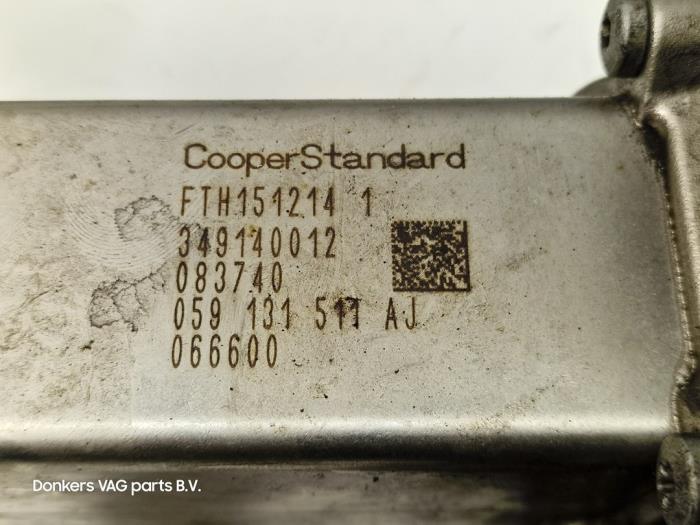 CooperStandard
FTH151214 1
349140012
083740
059 131 511 AJ
066600
Donkers VAG parts B.V.